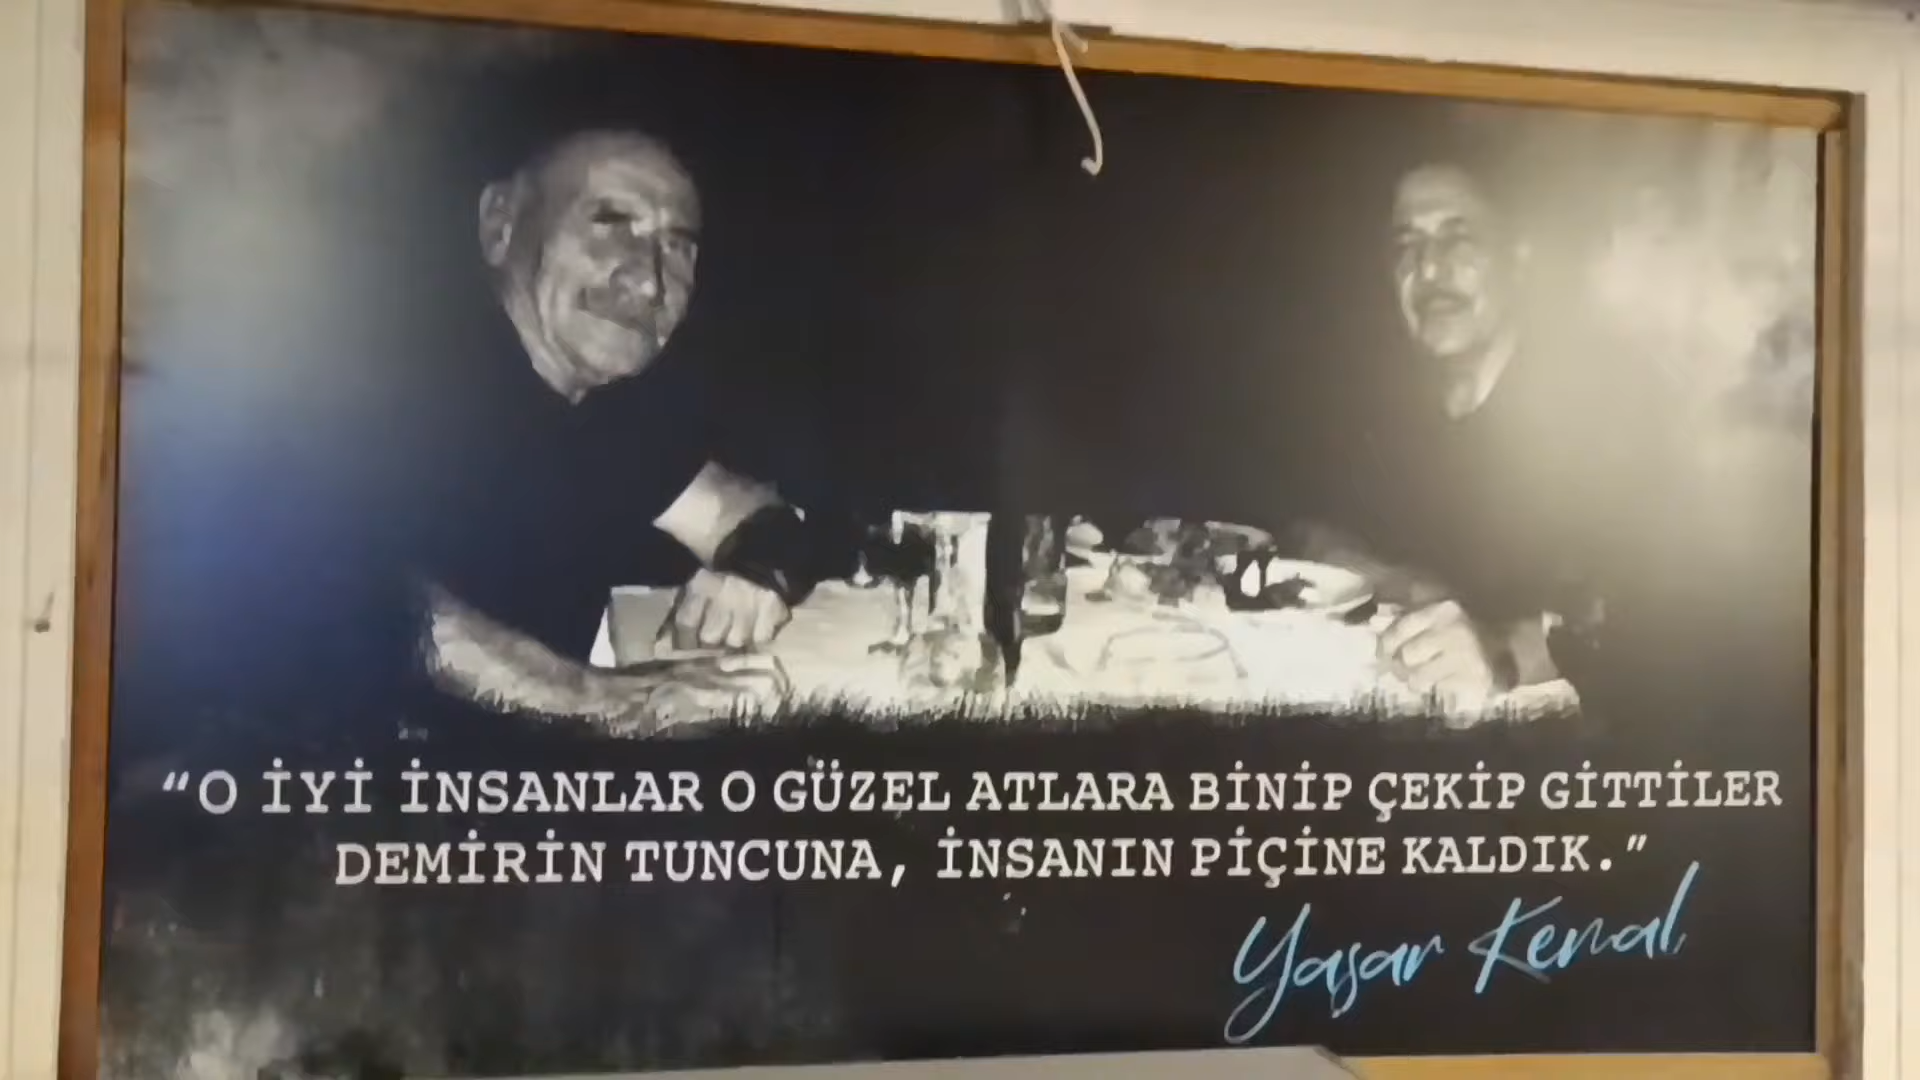 “O İYİ İNSANLAR O GÜZEL ATLARA BİNİP ÇEKİP GİTTİLER
DEMİRİN TUNCUNA, İNSANIN PİÇİNE KALDIK.”
Yaşar Kemal